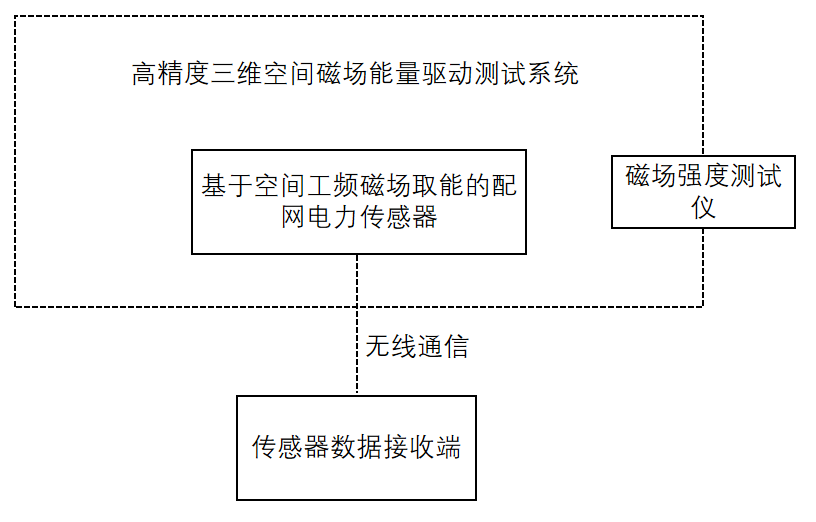 高精度三维空间磁场能量驱动测试系统
基于空间工频磁场取能的配
网电力传感器
磁场强度测试
仪
无线通信
传感器数据接收端